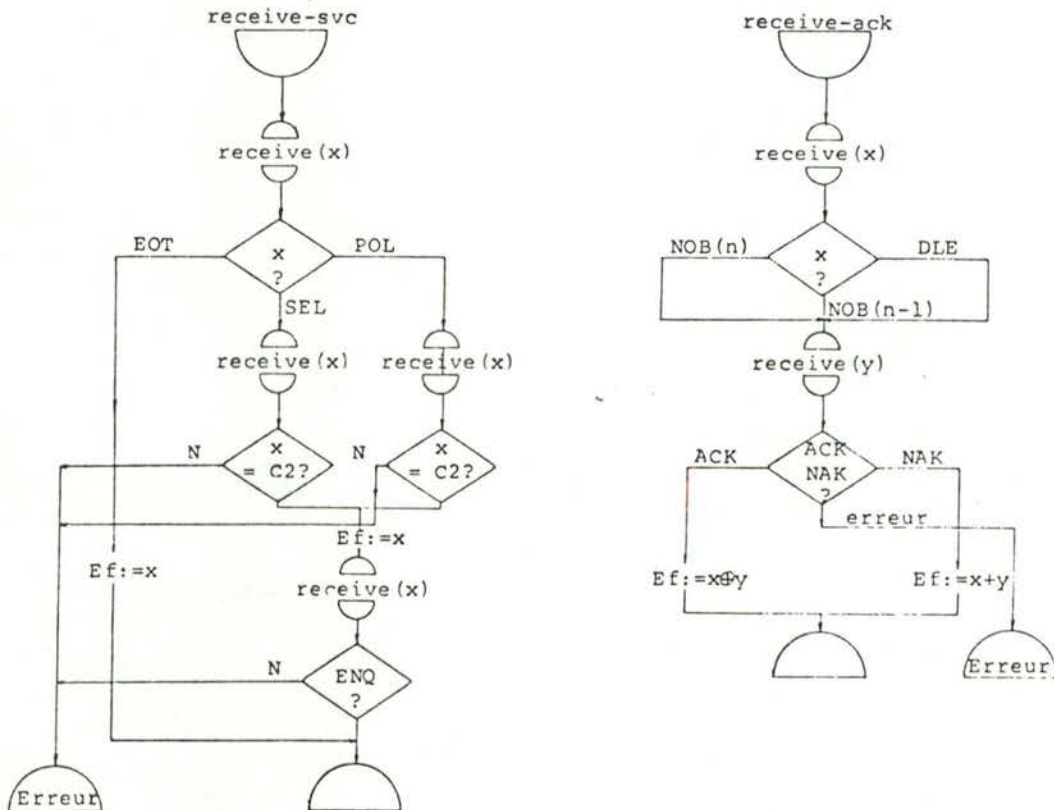 receive-svc
receive(x)
EOT
x
?
POL
SEL
receive(x)
receive(x)
N
x
= C2?
N
x
= C2?
Ef:=x
Ef:=x
receive(x)
N
ENQ
?
Erreur
receive-ack
receive(x)
NOB(n)
x
?
DLE
NOB(n-1)
receive(y)
ACK
ACK
NAK
?
NAK
erreur
Ef:=x⊕y
Ef:=x+y
Erreur